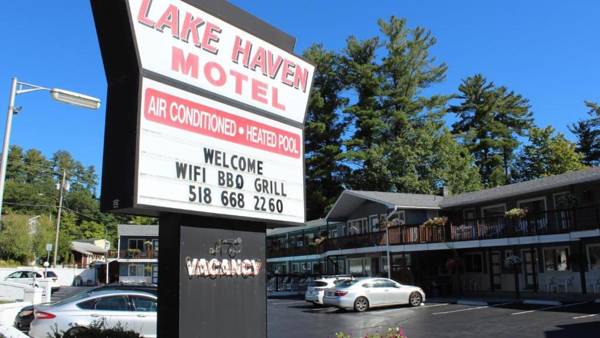 LAKE HAVEN
MOTEL
AIR CONDITIONED • HEATED POOL
WELCOME
WIFI BBQ GRILL
518 668 2260
VACANCY